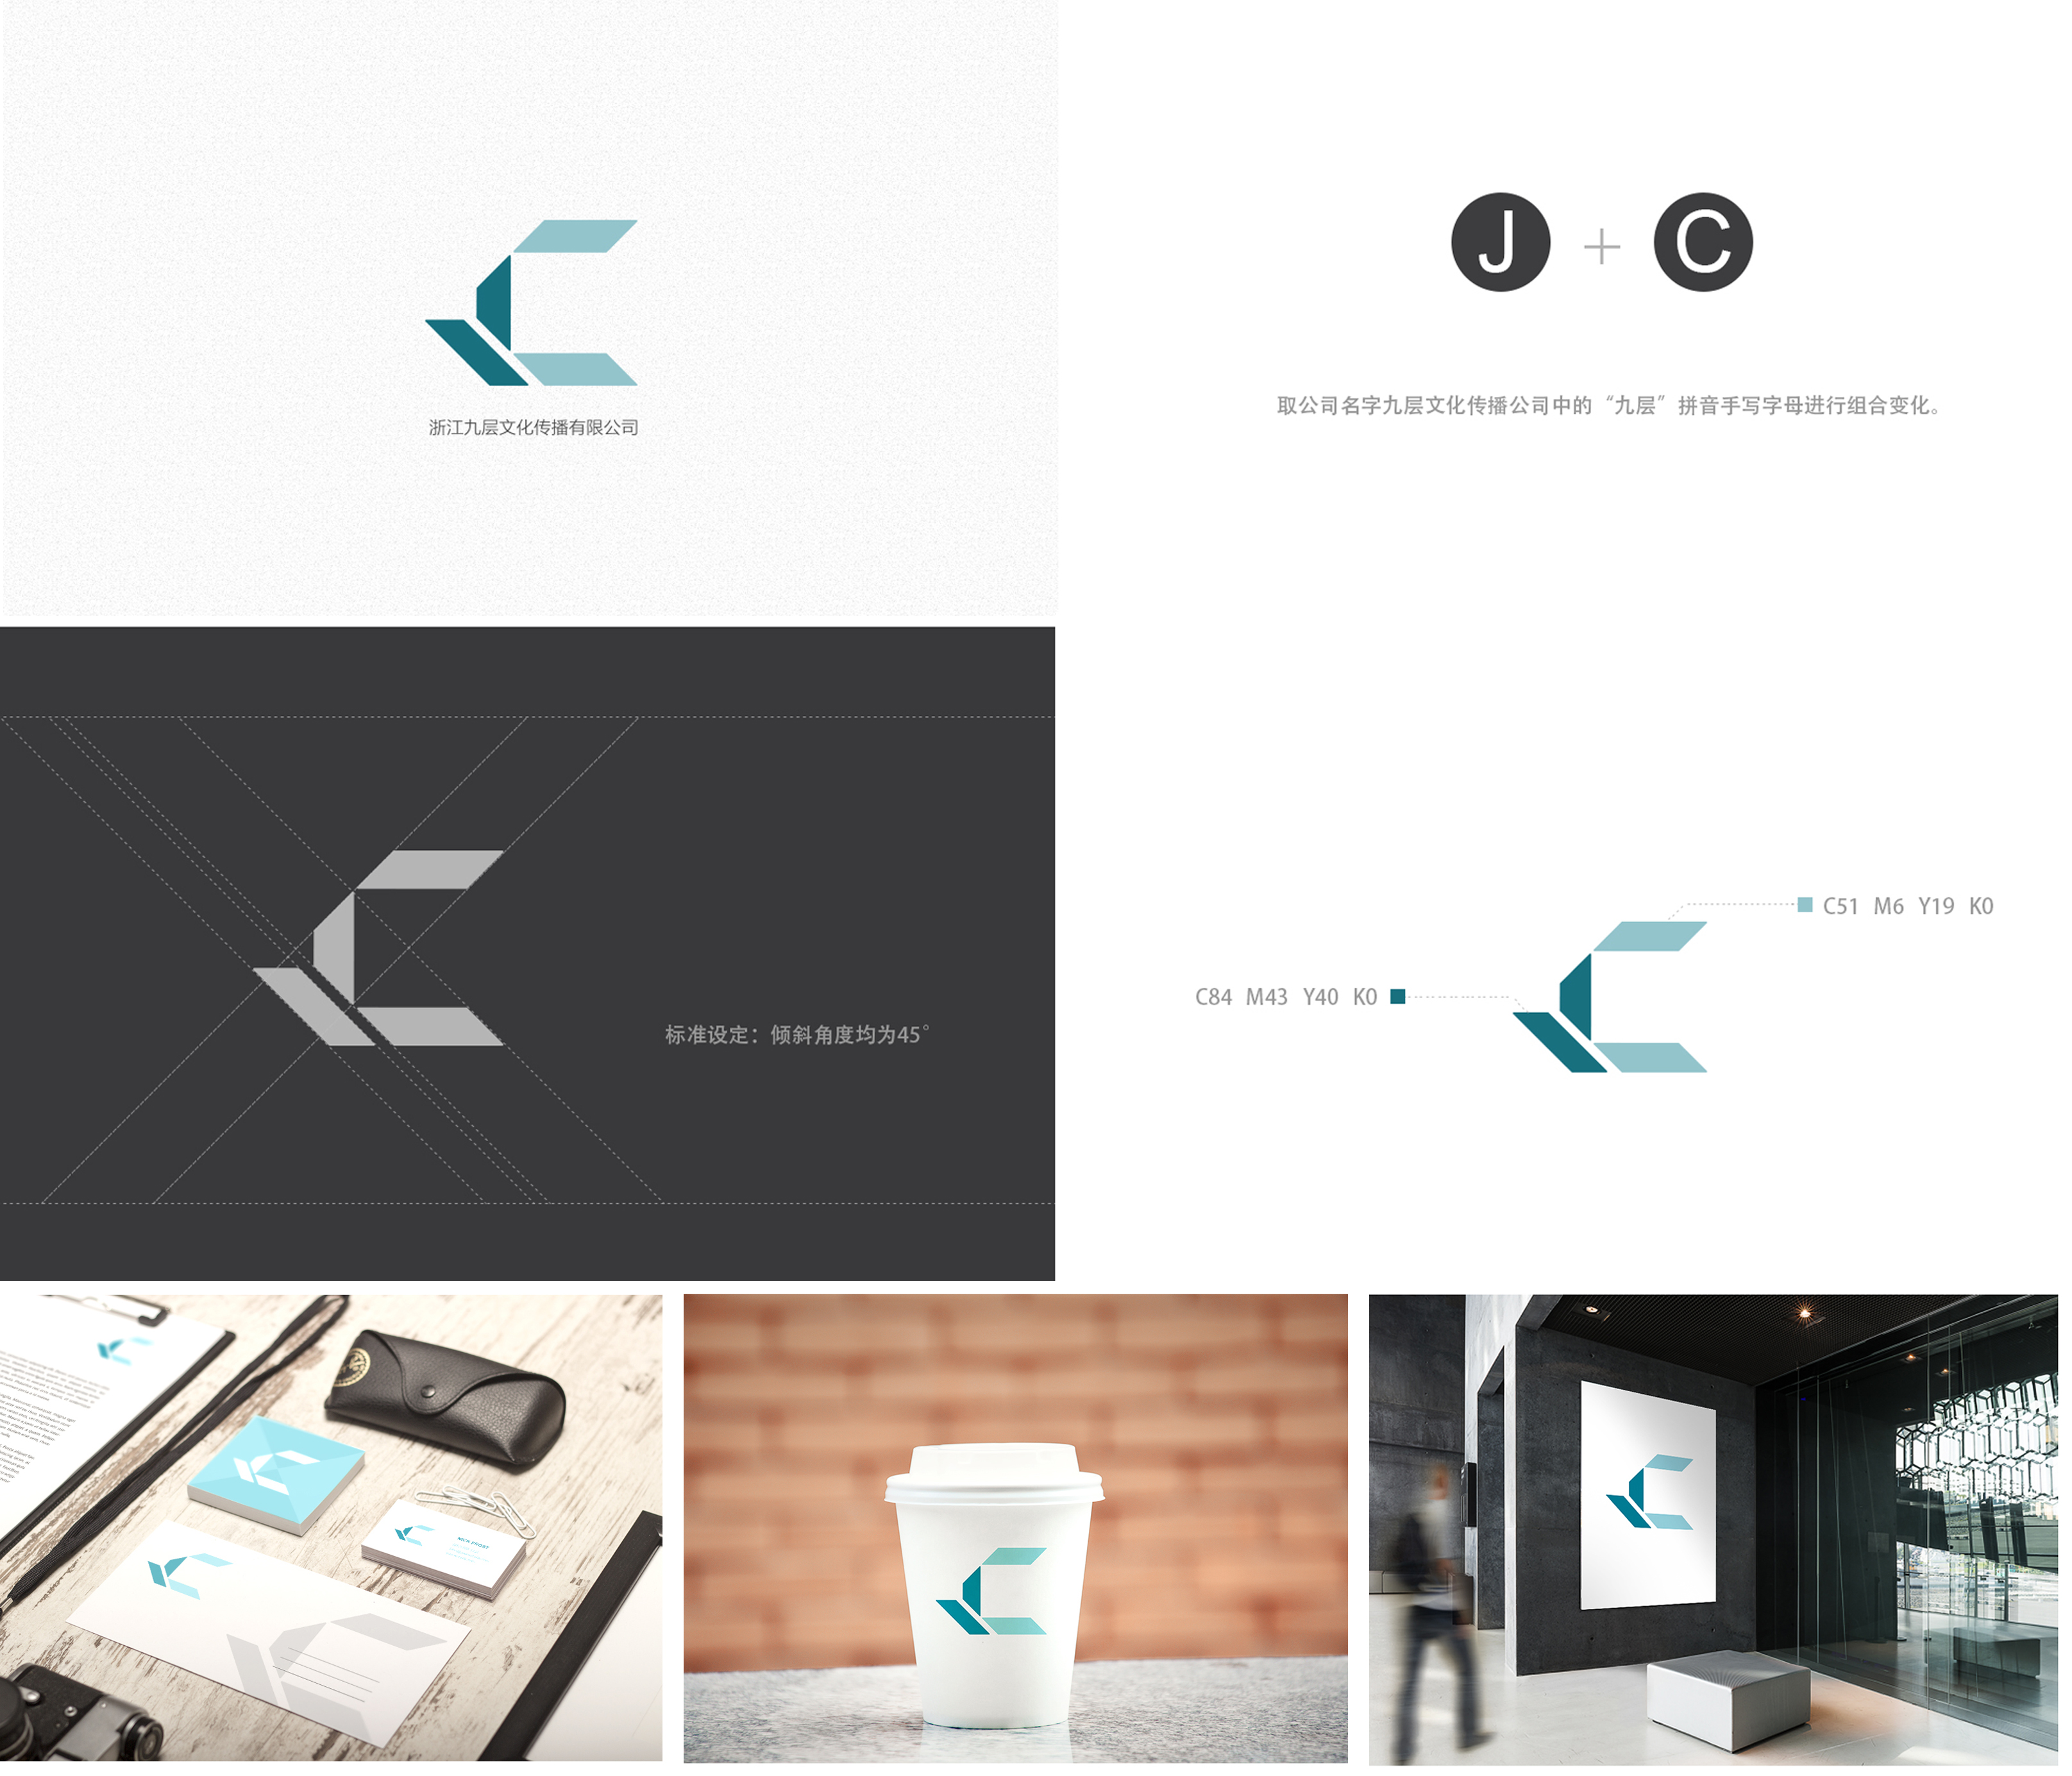 浙江九层文化传播有限公司
J + C
取公司名字九层文化传播公司中的“九层”拼音手写字母进行组合变化。
标准设定：倾斜角度均为45°
C51 M6 Y19 K0
C84 M43 Y40 K0